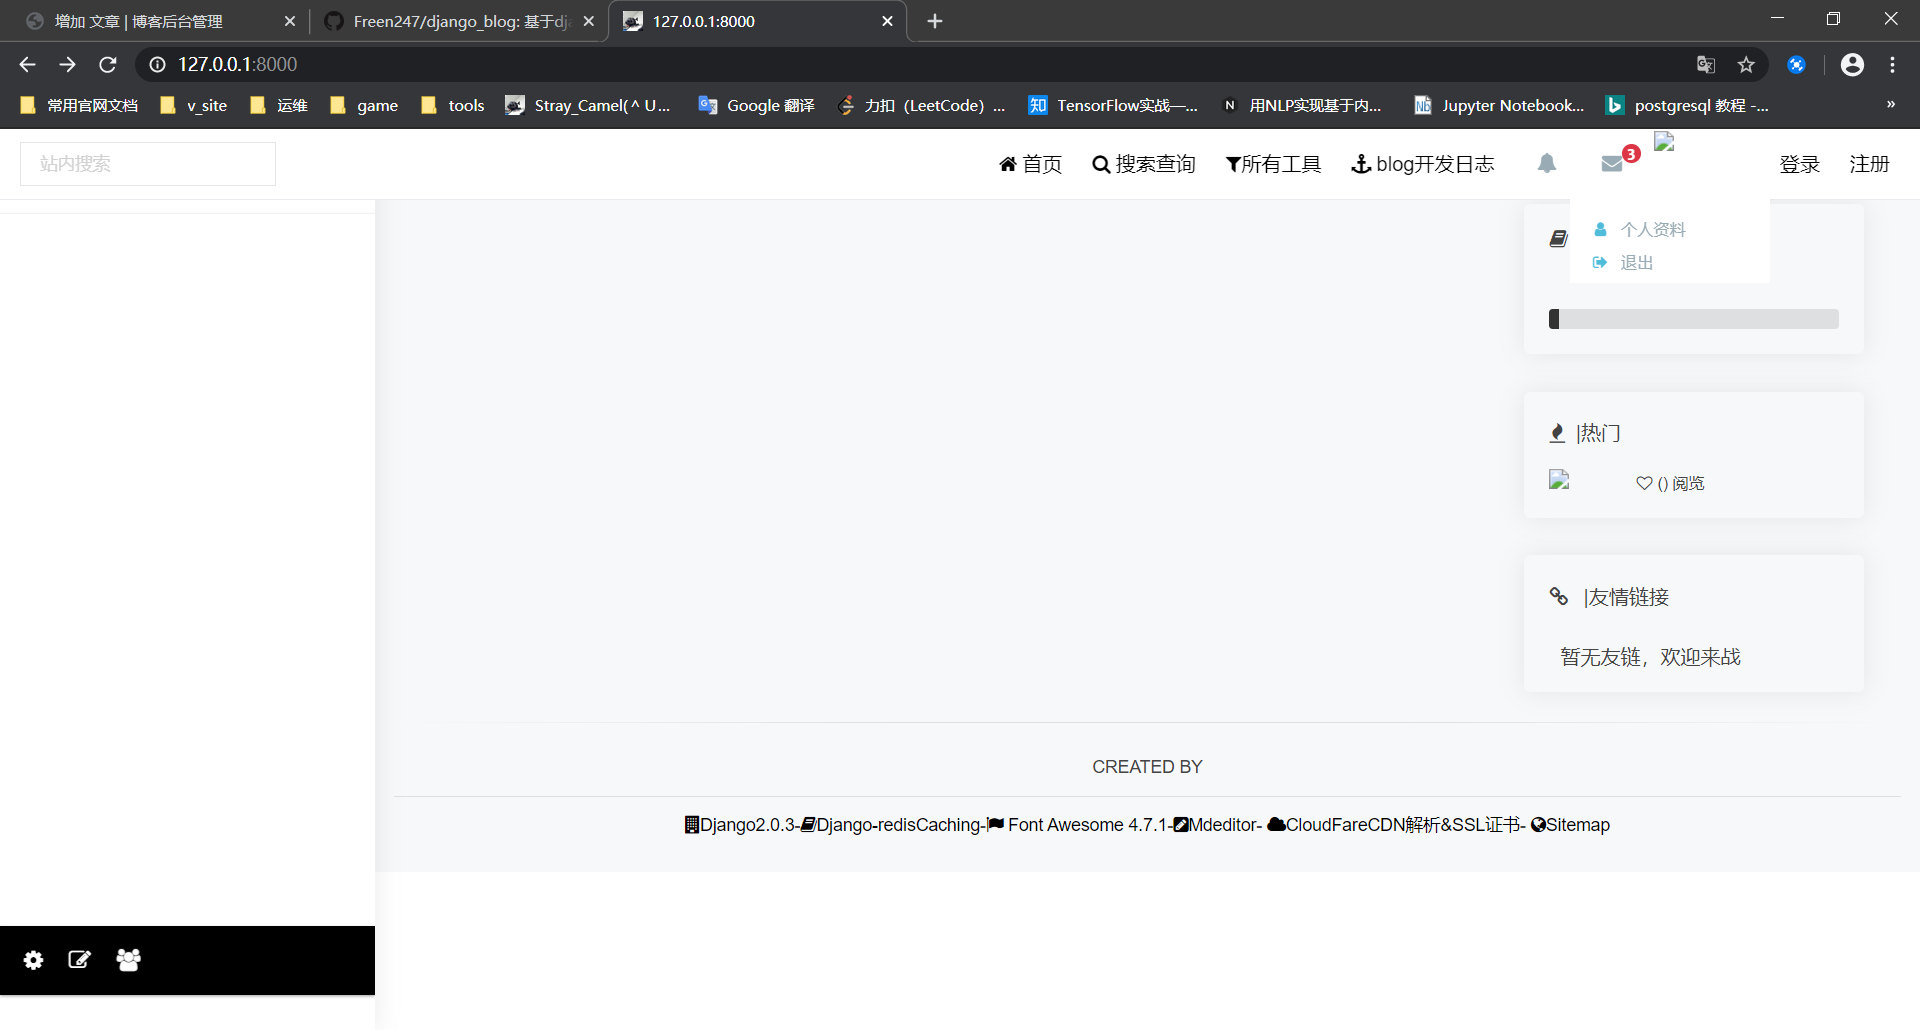 增加 文章 | 博客后台管理
Freen247/django_blog: 基于dja
127.0.0.1:8000
127.0.0.1:8000
常用官网文档 v_site 运维 game tools Stray_Camel(^ U... Google 翻译 力扣（LeetCode）... TensorFlow实战—... 用NLP实现基于内... Jupyter Notebook... postgresql 教程 -... »
站内搜索
首页 搜索查询 所有工具 blog开发日志 3 登录 注册
个人资料
退出
|热门
() 阅览
|友情链接
暂无友链，欢迎来战
CREATED BY
Django2.0.3-Django-redisCaching- Font Awesome 4.7.1-Mdeditor- CloudFareCDN解析&SSL证书- Sitemap